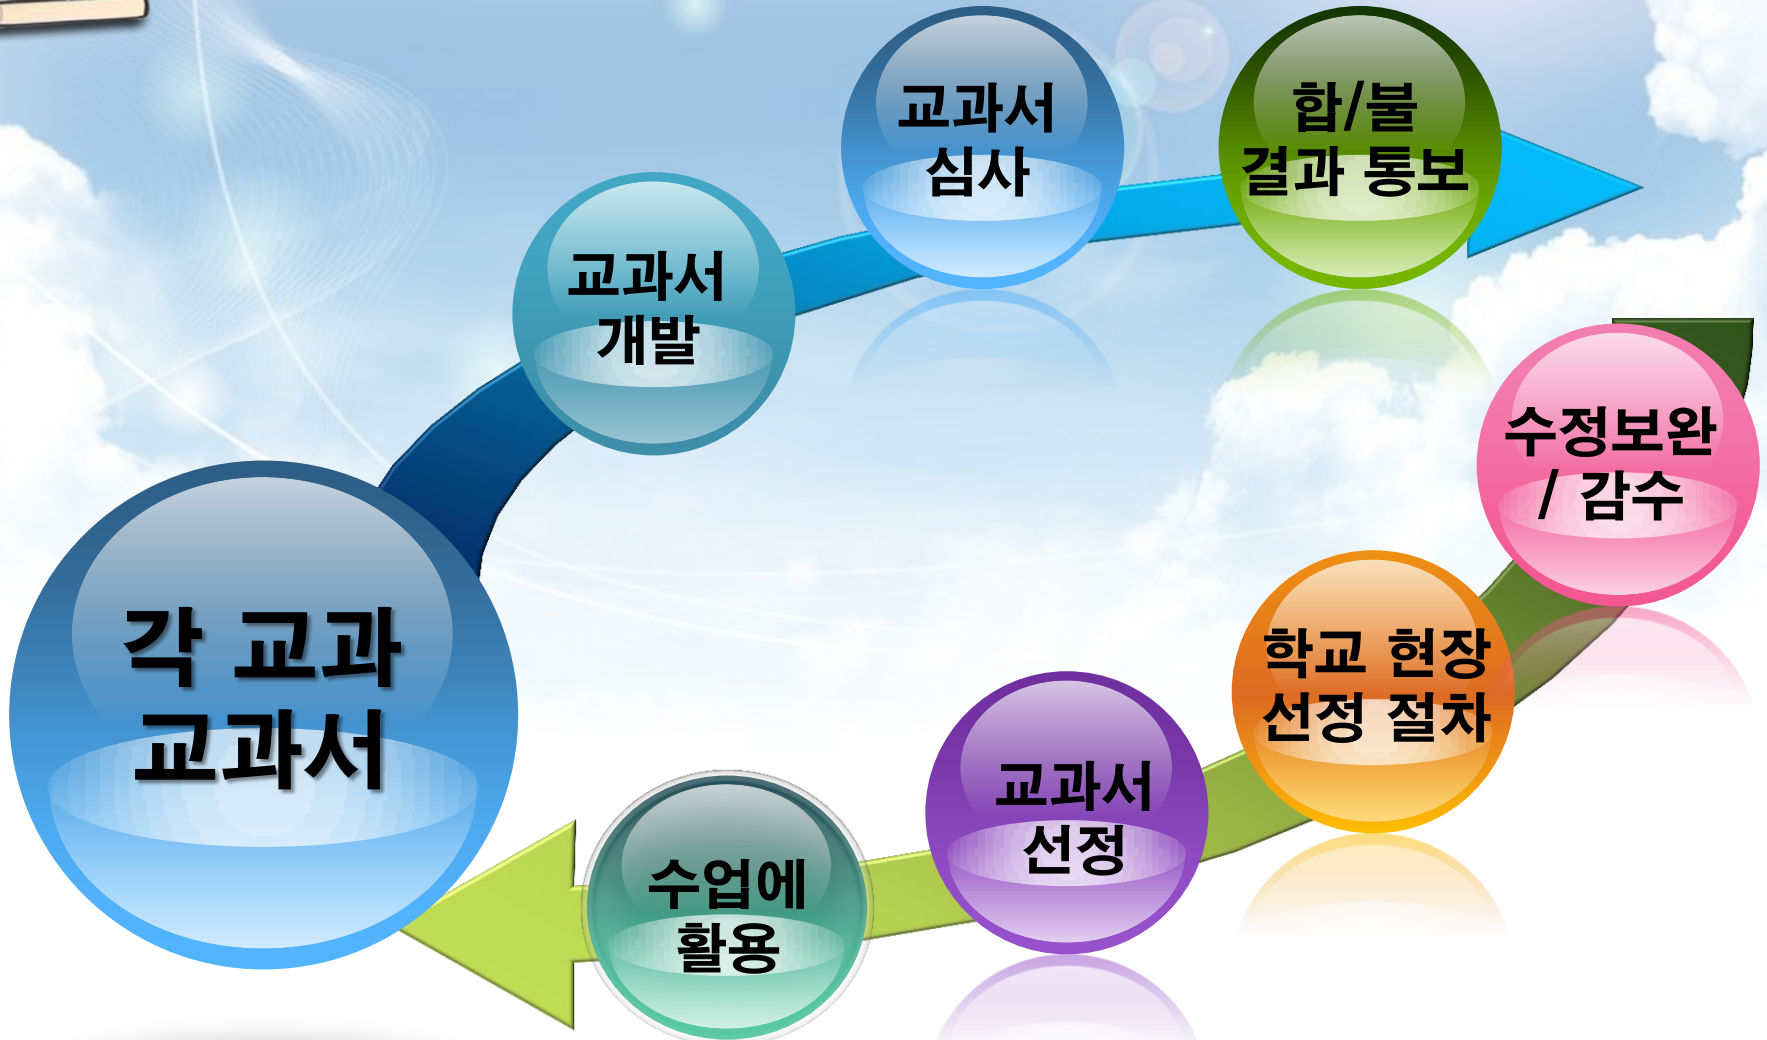 각 교과
교과서
교과서
개발
교과서
심사
합/불
결과 통보
수정보완
/ 감수
학교 현장
선정 절차
교과서
선정
수업에
활용